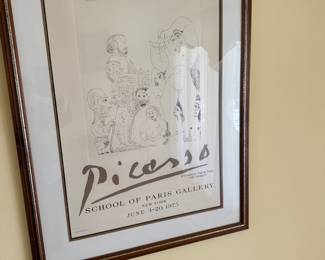 Picasso
SCHOOL OF PARIS GALLERY
NEW YORK
JUNE 3-20, 1975